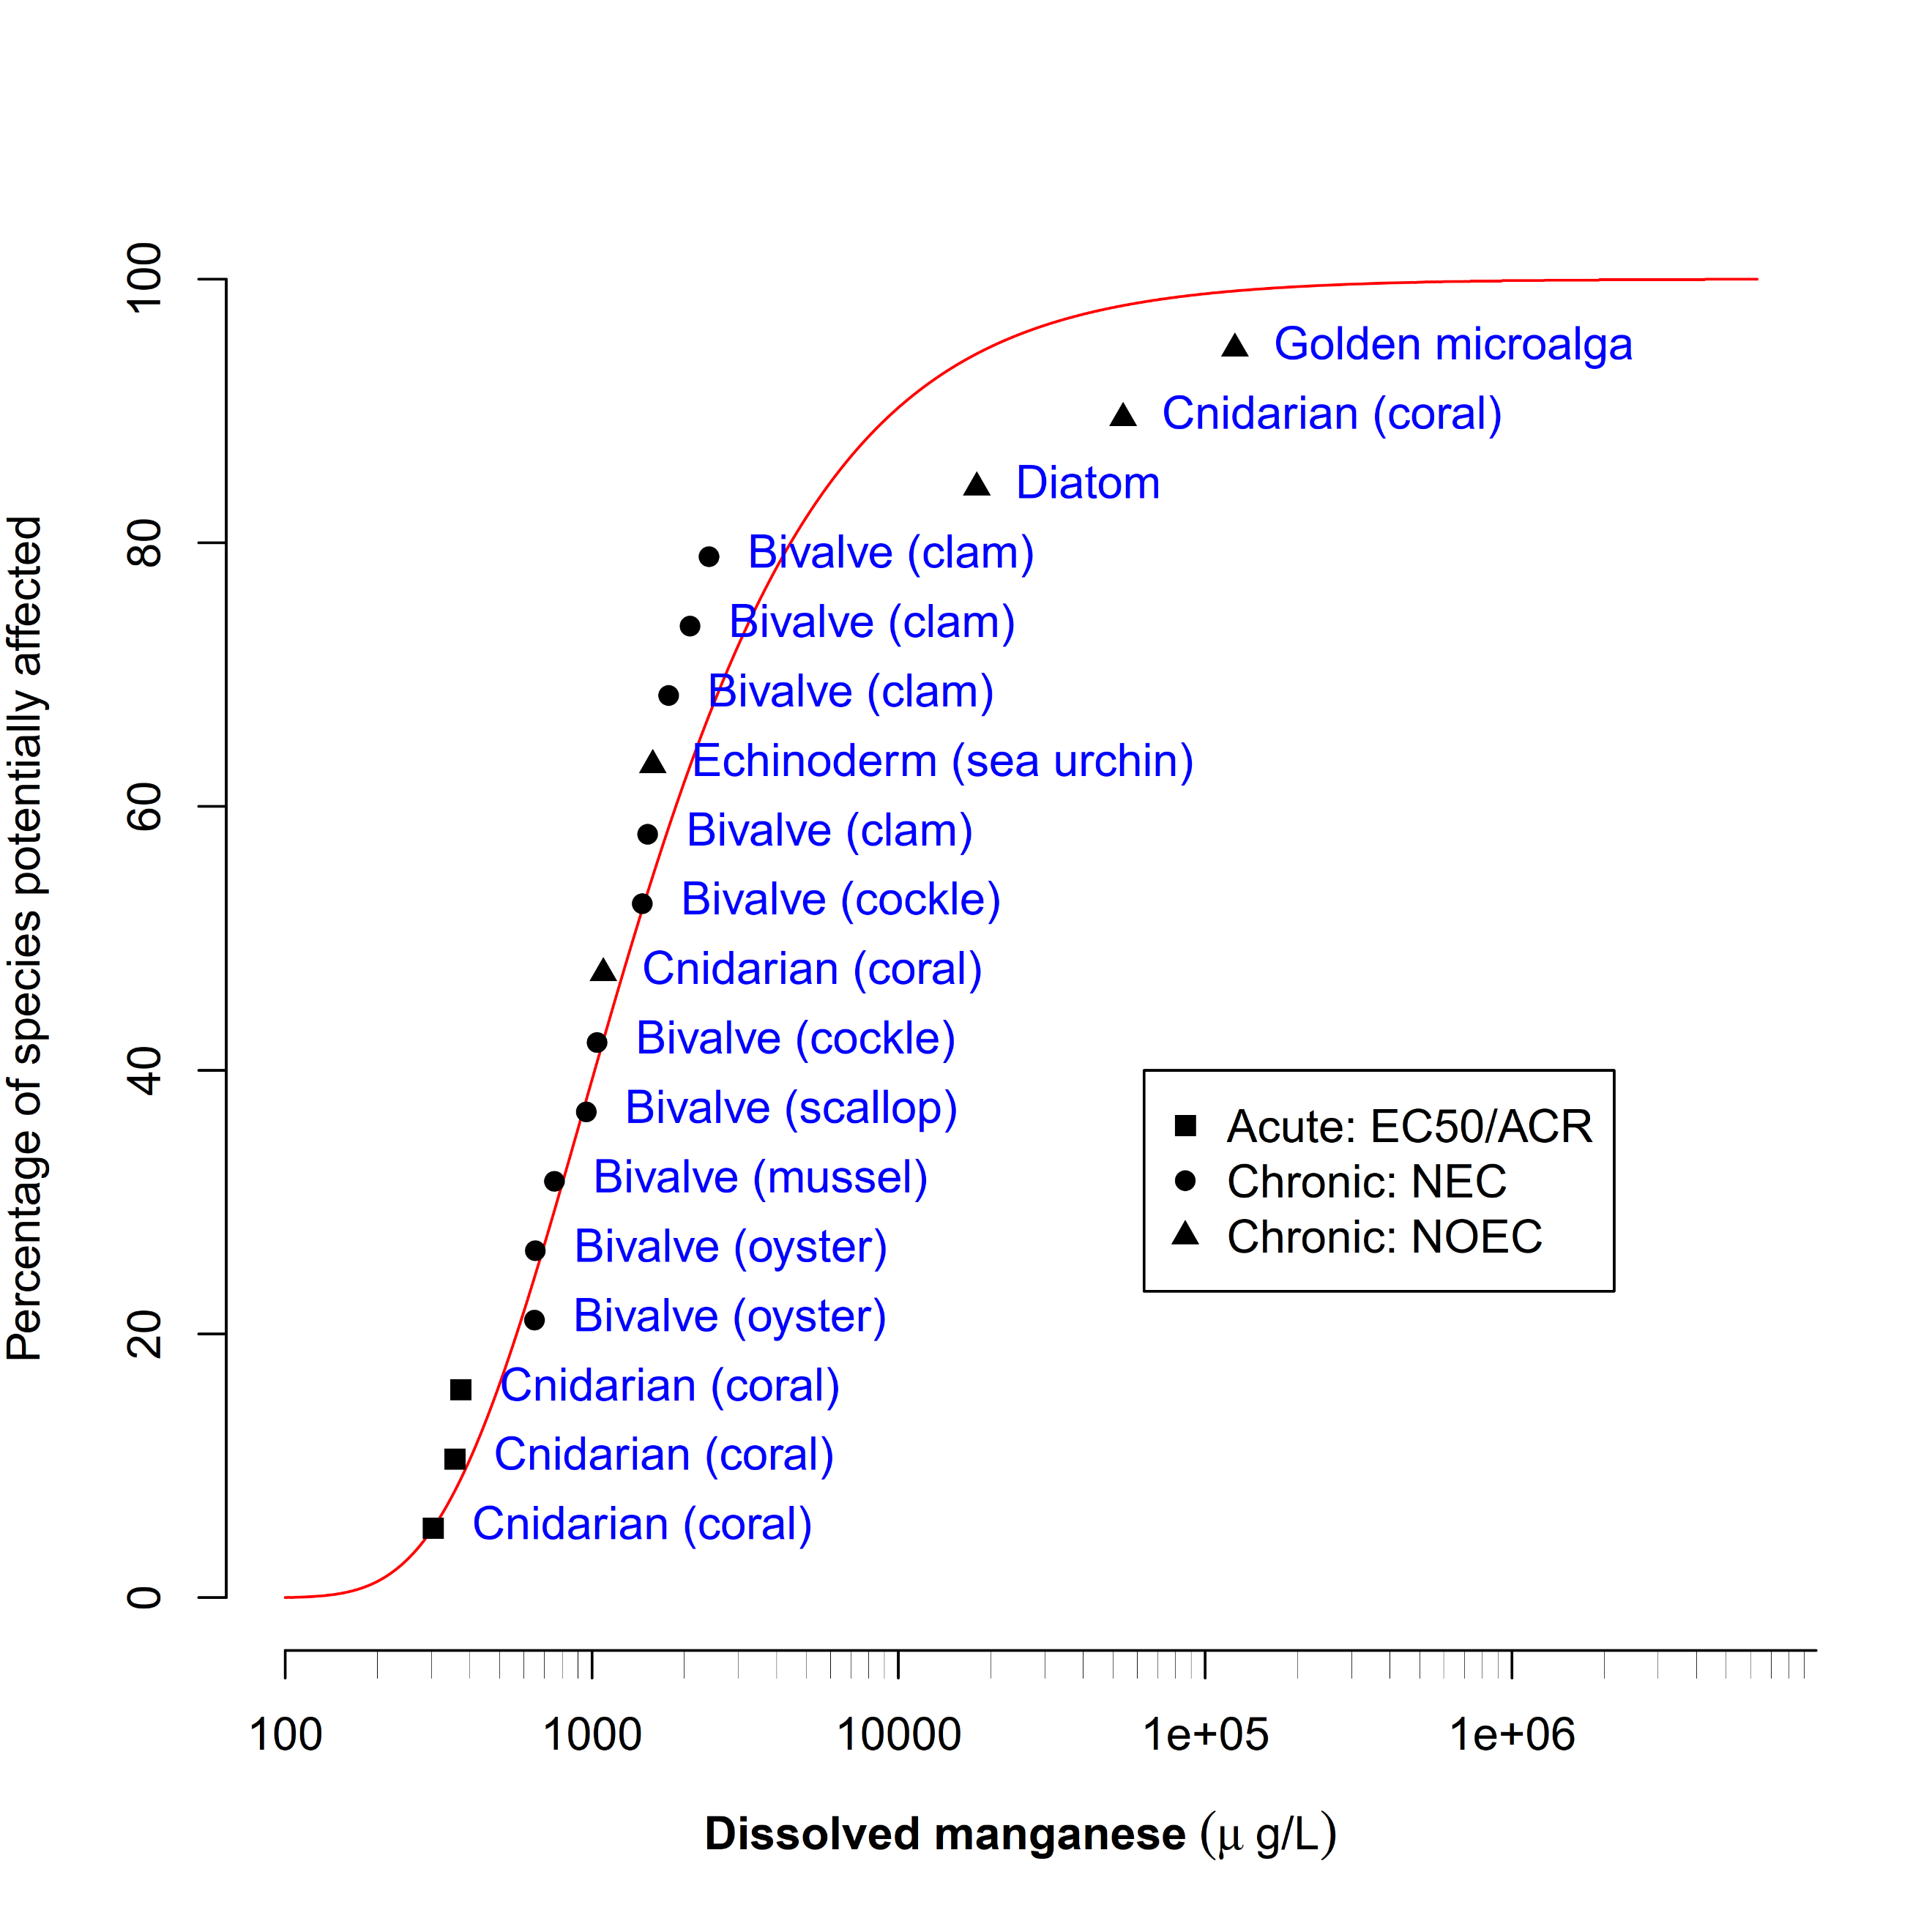 100
80
60
40
20
0
Percentage of species potentially affected
Golden microalga
Cnidarian (coral)
Diatom
Bivalve (clam)
Bivalve (clam)
Bivalve (clam)
Echinoderm (sea urchin)
Bivalve (clam)
Bivalve (cockle)
Cnidarian (coral)
Bivalve (cockle)
Bivalve (scallop)
Bivalve (mussel)
Bivalve (oyster)
Bivalve (oyster)
Cnidarian (coral)
Cnidarian (coral)
Cnidarian (coral)
Acute: EC50/ACR
Chronic: NEC
Chronic: NOEC
100 1000 10000 1e+05 1e+06
Dissolved manganese (μ g/L)